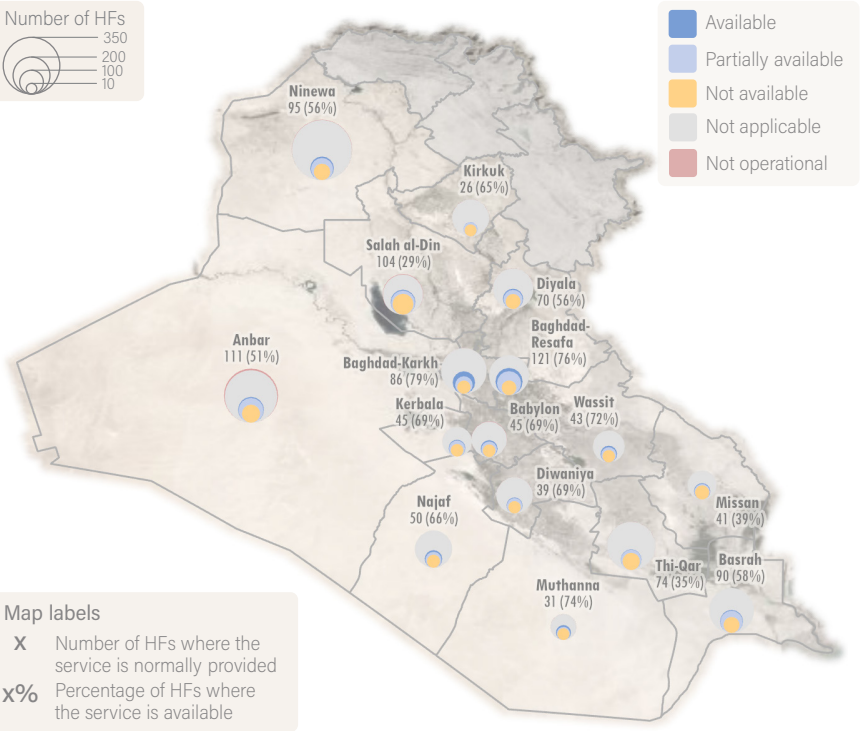 Number of HFs
350
200
100
10
Available
Partially available
Not available
Not applicable
Not operational
Ninewa
95 (56%)
Kirkuk
26 (65%)
Salah al-Din
104 (29%)
Diyala
70 (56%)
Baghdad-
Resafa
121 (76%)
Anbar
111 (51%)
Baghdad-Karkh
86 (79%)
Kerbala
45 (69%)
Babylon
45 (69%)
Wassit
43 (72%)
Diwaniya
39 (69%)
Najaf
50 (66%)
Missan
41 (39%)
Thi-Qar
74 (35%)
Basrah
90 (58%)
Muthanna
31 (74%)
Map labels
X Number of HFs where the
service is normally provided
x% Percentage of HFs where
the service is available